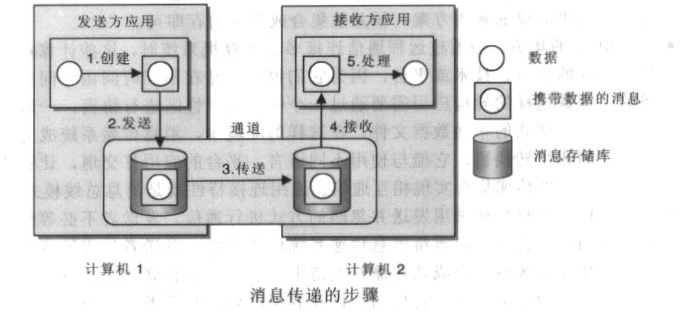 发送方应用
接收方应用
1.创建
5.处理
数据
携带数据的消息
2.发送
通道
4.接收
3.传送
消息存储库
计算机 1
计算机 2
消息传递的步骤